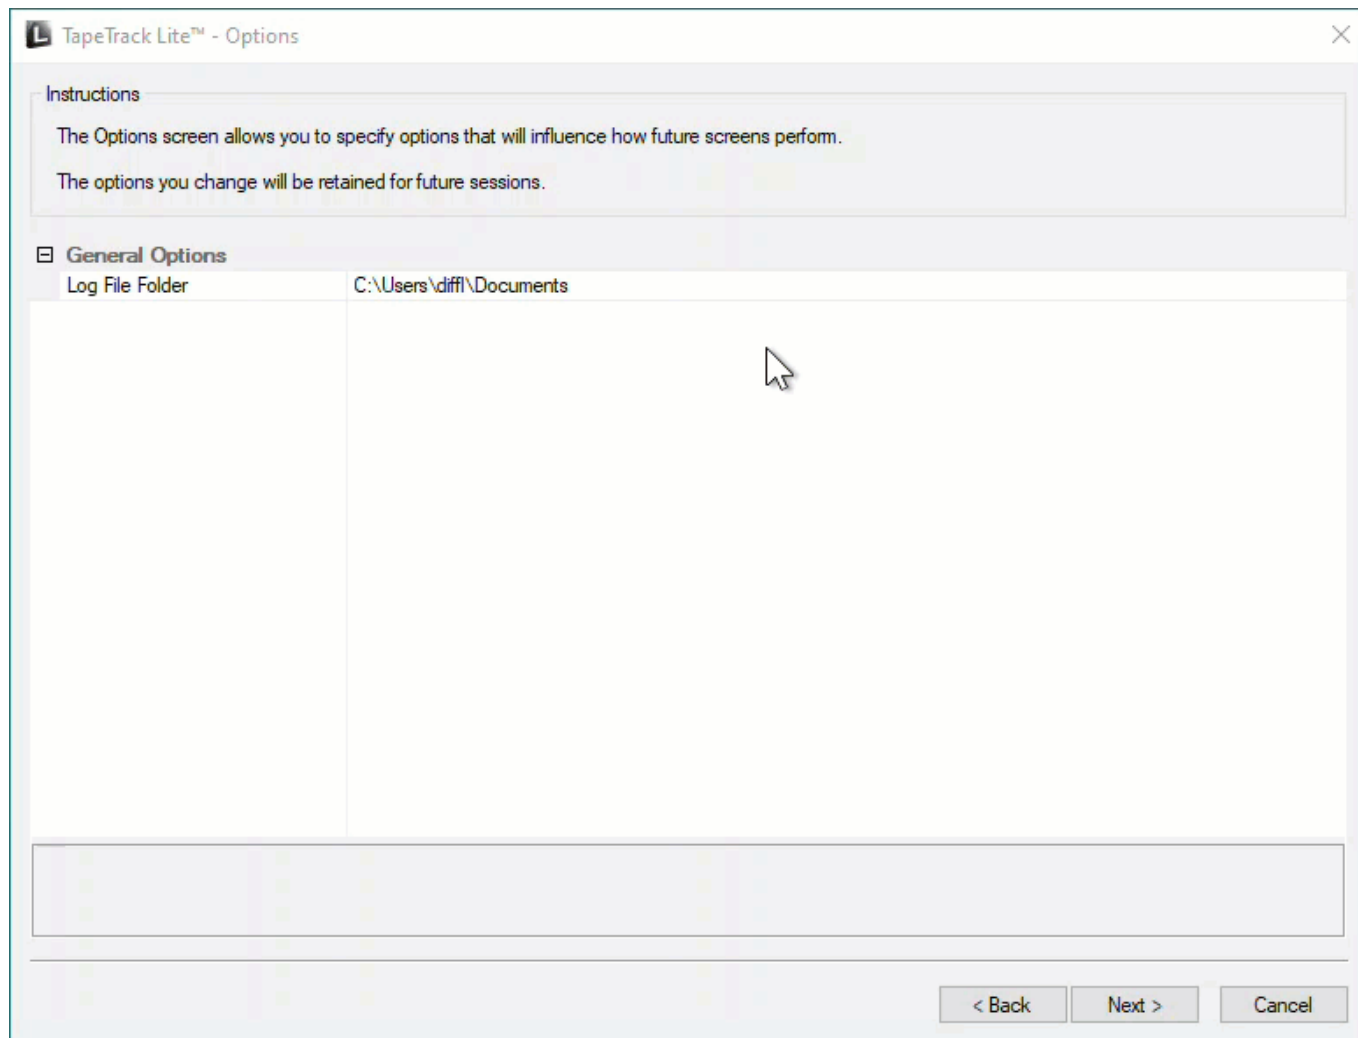 TapeTrack Lite™ - Options
Instructions
The Options screen allows you to specify options that will influence how future screens perform.
The options you change will be retained for future sessions.
General Options
Log File Folder C:\Users\diffl\Documents
< Back Next > Cancel